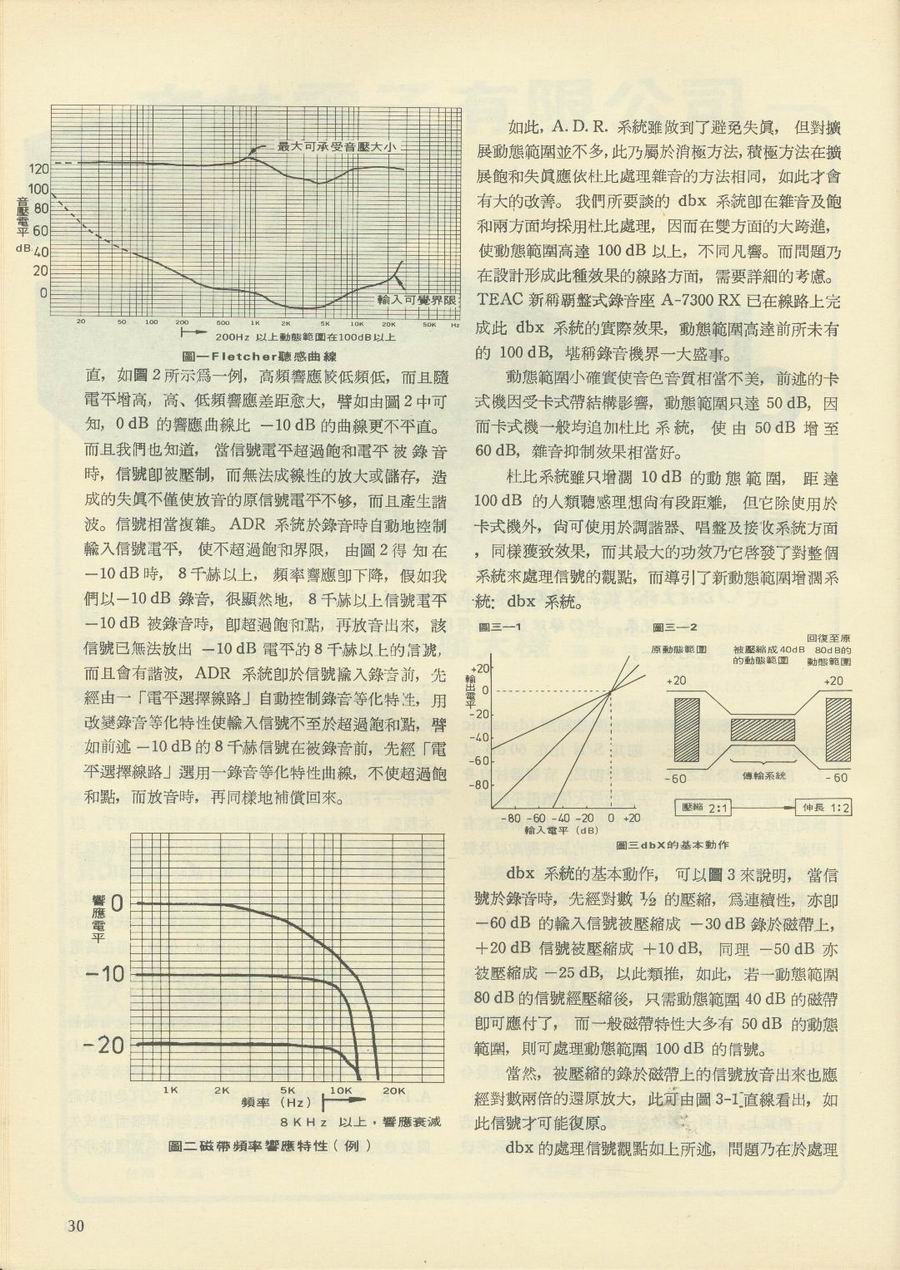 最大可承受音壓大小
120
100
80
60
40
20
0
音壓電平
dB
輸入可覺界限
20 50 100 200 500 1K 2K 5K 10K 20K 50K Hz
200Hz 以上動態範圍在100dB以上
圖一Fletcher聽感曲線
直，如圖2所示爲一例，高頻響應較低頻低，而且隨
電平增高，高、低頻響應差距愈大，譬如由圖2中可
知，0 dB 的響應曲線比 －10 dB 的曲線更不平直。
而且我們也知道， 當信號電平超過飽和電平 被 錄 音
時，信號卽被壓制，而無法成線性的放大或儲存，造
成的失眞不僅使放音的原信號電平不够，而且產生諧
波。信號相當複雜。 ADR 系統於錄音時自動地控制
輸入信號電平， 使不超過飽和界限， 由圖2得 知 在
－10 dB 時， 8 千赫以上， 頻率響應卽下降，假如我
們以－10 dB 錄音，很顯然地， 8 千赫以上信號電平
－10 dB 被錄音時，卽超過飽和點，再放音出來，該
信號已無法放出 －10 dB 電平的8千赫以上的信號，
而且會有諧波， ADR 系統卽於信號輸入錄音前，先
經由一「電平選擇線路」自動控制錄音等化特性，用
改變錄音等化特性使輸入信號不至於超過飽和點，譬
如前述 －10 dB 的8千赫信號在被錄音前，先經「電
平選擇線路」選用一錄音等化特性曲線，不使超過飽
和點，而放音時，再同樣地補償回來。
響應電平
0
－10
－20
1K 2K 5K 10K 20K
頻率（Hz）
8KHz 以上，響應衰減
圖二磁帶頻率響應特性（例）
如此，A. D. R. 系統雖做到了避免失眞， 但對擴
展動態範圍並不多，此乃屬於消極方法，積極方法在擴
展飽和失眞應依杜比處理雜音的方法相同， 如此才會
有大的改善。 我們所要談的 dbx 系統卽在雜音及飽
和兩方面均採用杜比處理， 因而在雙方面的大跨進，
使動態範圍高達 100 dB 以上，不同凡響。而問題乃
在設計形成此種效果的線路方面，需要詳細的考慮。
TEAC 新稱覇盤式錄音座 A-7300 RX 已在線路上完
成此 dbx 系統的實際效果，動態範圍高達前所未有
的 100 dB，堪稱錄音機界一大盛事。
動態範圍小確實使音色音質相當不美，前述的卡
式機因受卡式帶結構影響，動態範圍只達 50 dB，因
而卡式機一般均追加杜比 系 統， 使 由 50 dB 增 至
60 dB，雜音抑制效果相當好。
杜比系統雖只增濶 10 dB 的 動 態 範 圍， 距 達
100 dB 的人類聽感理想尙有段距離， 但它除使用於
卡式機外，尙可使用於調諧器、唱盤及接收系統方面
，同樣獲致效果，而其最大的功效乃它啓發了對整個
系統來處理信號的觀點，而導引了新動態範圍增濶系
統： dbx 系統。
圖三—1
+20
0
-20
-40
-60
-80
輸出電平
-80 -60 -40 -20 0 +20
輸入電平（dB）
圖三—2
原動態範圍
被壓縮成40dB
的動態範圍
回復至原
80dB的
動態範圍
+20
+20
-60
傳輸系統
-60
壓縮 2:1
伸長 1:2
圖三dbX的基本動作
dbx 系統的基本動作， 可以圖 3 來說明， 當信
號於錄音時，先經對數 ½ 的壓縮，爲連續性，亦卽
－60 dB 的輸入信號被壓縮成 －30 dB 錄於磁帶上，
＋20 dB 信號被壓縮成 ＋10 dB， 同理 －50 dB 亦
被壓縮成 －25 dB，以此類推，如此，若一動態範圍
80 dB 的信號經壓縮後，只需動態範圍 40 dB 的磁帶
卽可應付了， 而一般磁帶特性大多有 50 dB 的動態
範圍，則可處理動態範圍 100 dB 的信號。
當然，被壓縮的錄於磁帶上的信號放音出來也應
經對數兩倍的還原放大，此可由圖 3-1 直線看出，如
此信號才可能復原。
dbx 的處理信號觀點如上所述，問題乃在於處理
30